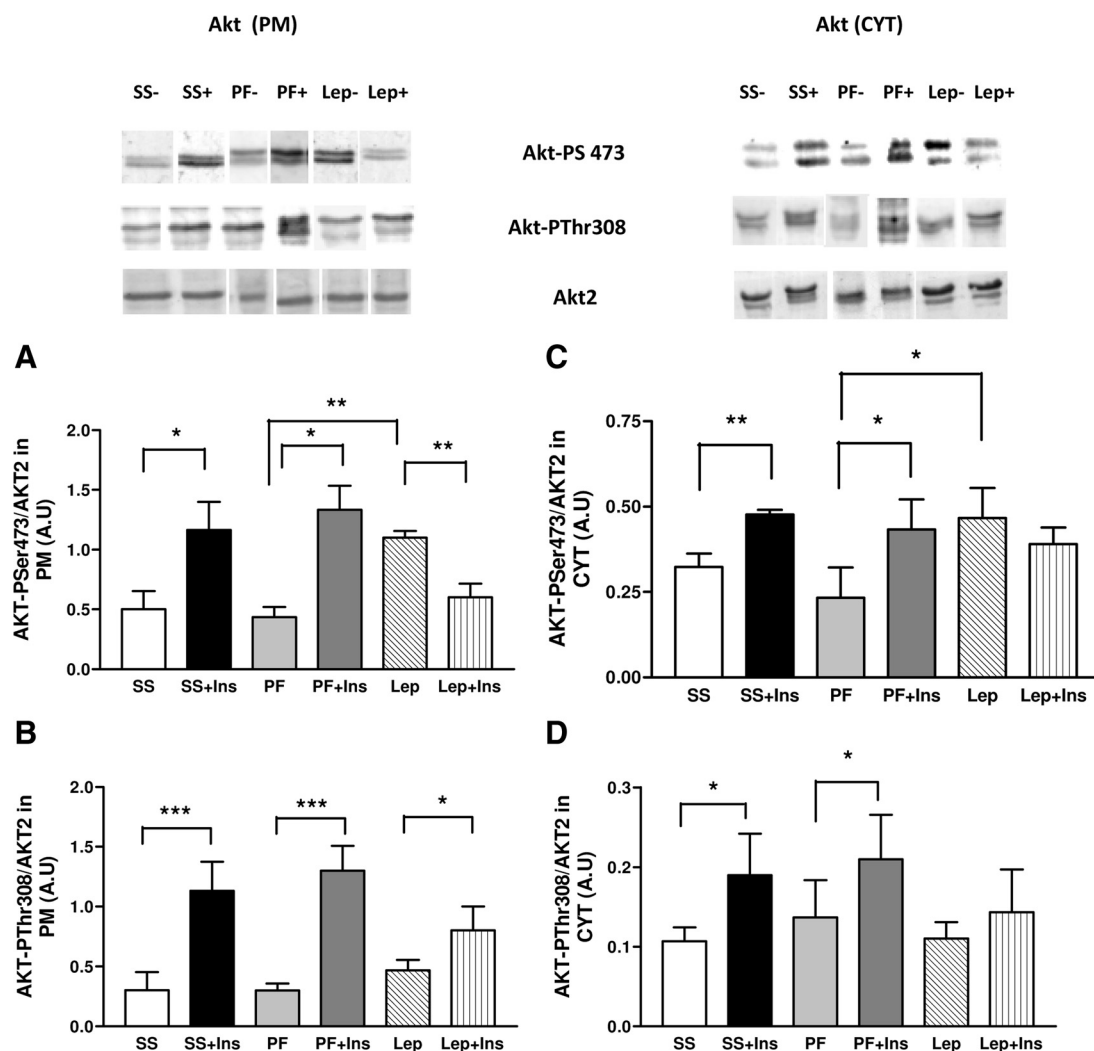 Akt (PM)
Akt (CYT)
SS- SS+ PF- PF+ Lep- Lep+
SS- SS+ PF- PF+ Lep- Lep+
Akt-PS 473
Akt-PThr308
Akt2
A
AKT-PSer473/AKT2 in
PM (A.U)
2.0
1.5
1.0
0.5
0.0
*
**
*
**
SS SS+Ins PF PF+Ins Lep Lep+Ins
C
AKT-PSer473/AKT2 in
CYT (A.U)
0.75
0.50
0.25
0.00
**
*
*
SS SS+Ins PF PF+Ins Lep Lep+Ins
B
AKT-PThr308/AKT2 in
PM (A.U)
2.0
1.5
1.0
0.5
0.0
***
***
*
SS SS+Ins PF PF+Ins Lep Lep+Ins
D
AKT-PThr308/AKT2 in
CYT (A.U)
0.3
0.2
0.1
0.0
*
*
SS SS+Ins PF PF+Ins Lep Lep+Ins